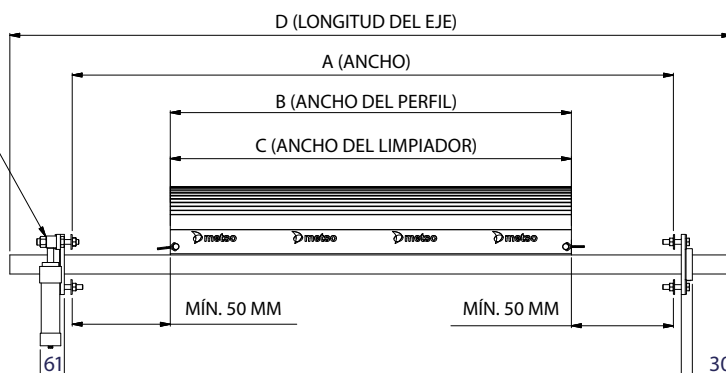 D (LONGITUD DEL EJE)
A (ANCHO)
B (ANCHO DEL PERFIL)
C (ANCHO DEL LIMPIADOR)
metso metso metso metso
MÍN. 50 MM MÍN. 50 MM
61 30